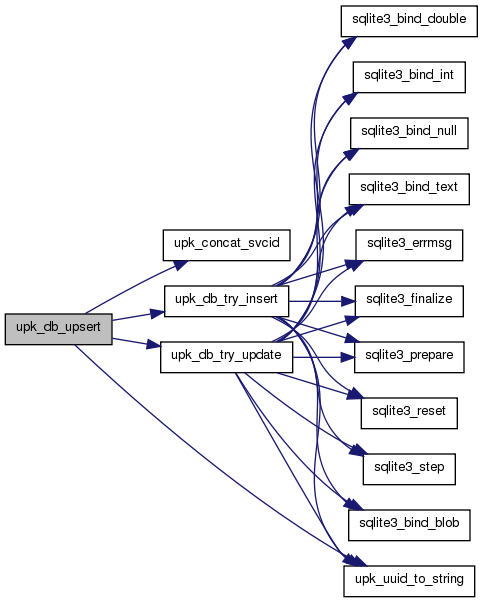 sqlite3_bind_double
sqlite3_bind_int
sqlite3_bind_null
sqlite3_bind_text
upk_concat_svcid
sqlite3_errmsg
upk_db_try_insert
sqlite3_finalize
upk_db_upsert
upk_db_try_update
sqlite3_prepare
sqlite3_reset
sqlite3_step
sqlite3_bind_blob
upk_uuid_to_string